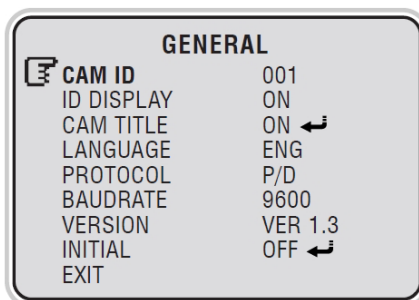 GENERAL
CAM ID 001
ID DISPLAY ON
CAM TITLE ON
LANGUAGE ENG
PROTOCOL P/D
BAUDRATE 9600
VERSION VER 1.3
INITIAL OFF
EXIT